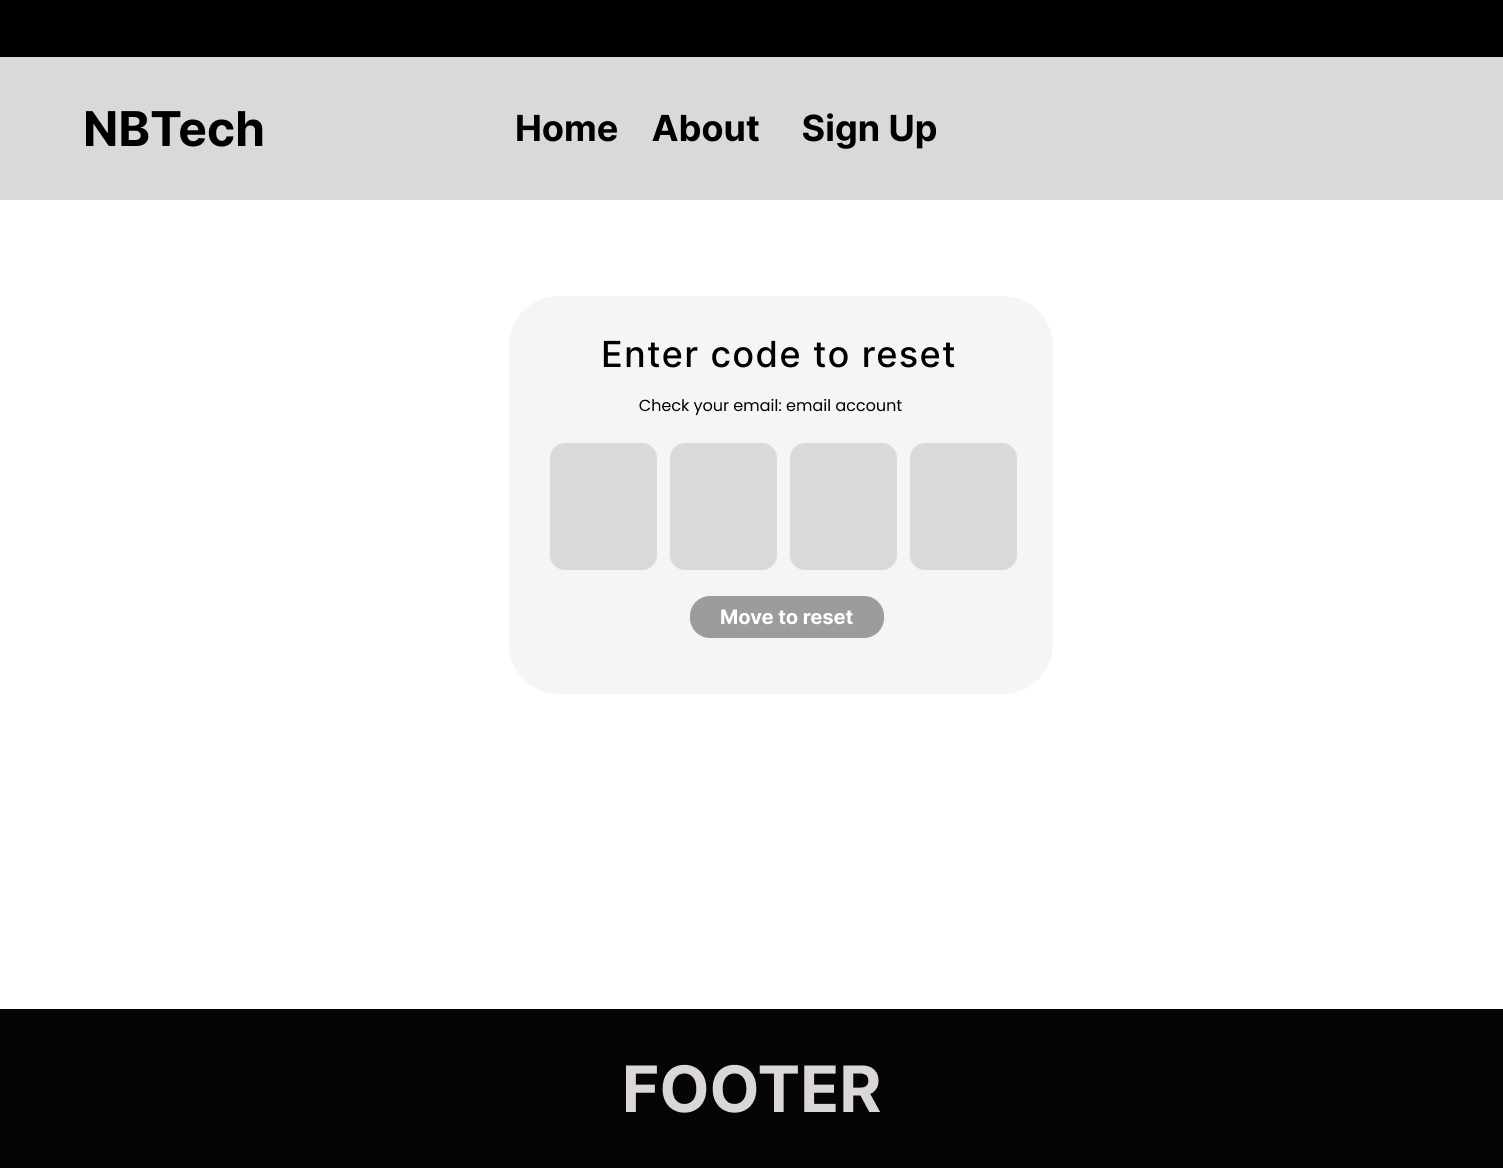 NBTech Home About Sign Up
Enter code to reset
Check your email: email account
Move to reset
FOOTER